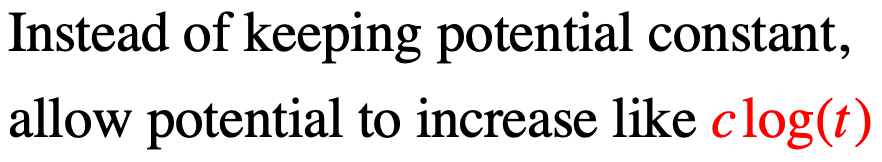 Instead of keeping potential constant,
allow potential to increase like c log(t)